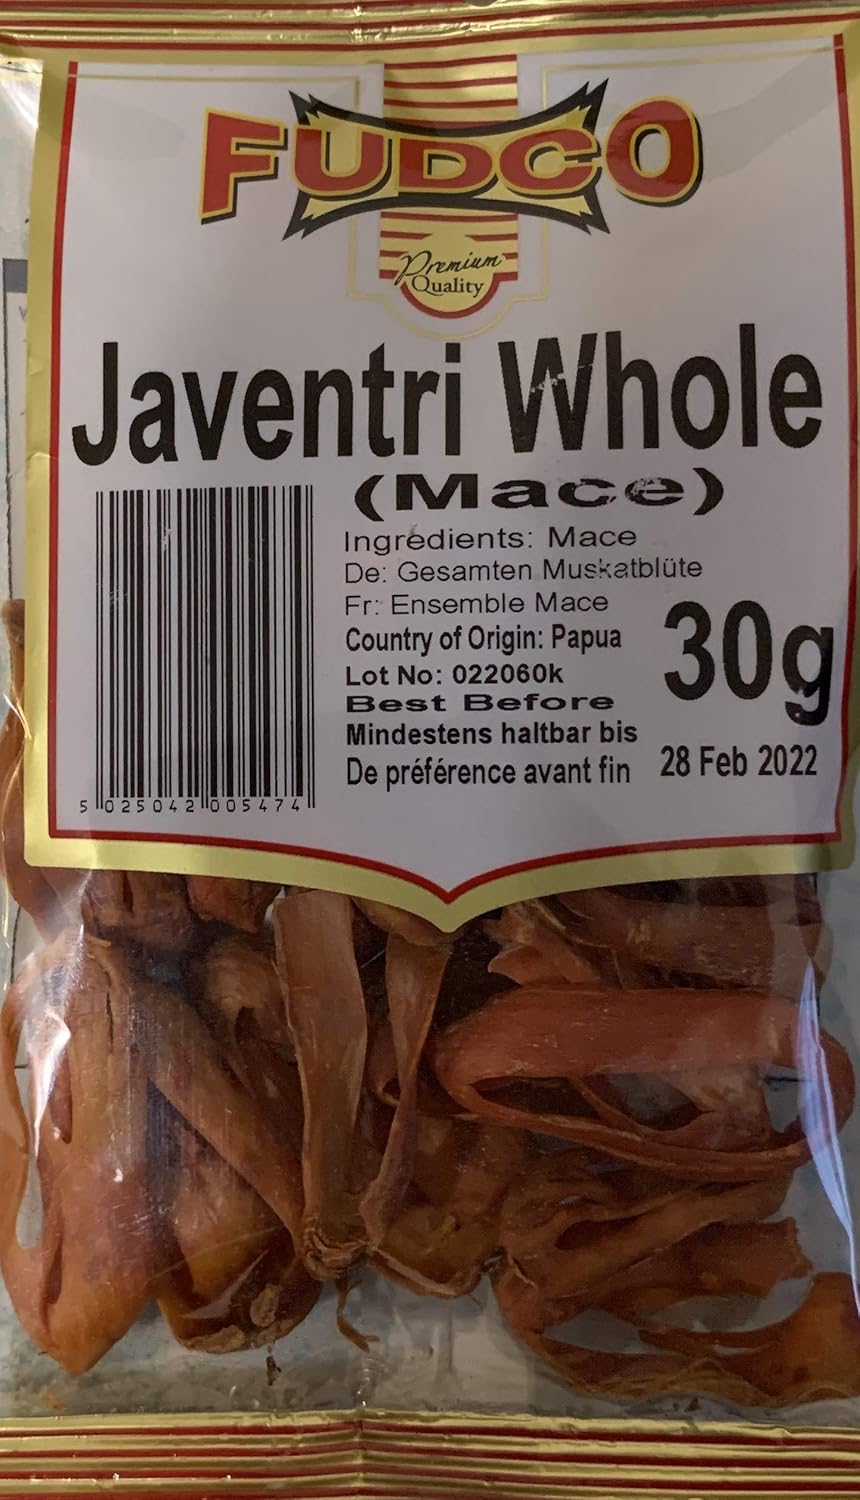 FUDCO
Premium
Quality
Javentri Whole
(Mace)
Ingredients: Mace
De: Gesamten Muskatblüte
Fr: Ensemble Mace
Country of Origin: Papua
30g
Lot No: 022060k
Best Before
Mindestens haltbar bis
De préférence avant fin 28 Feb 2022
5 025042 005474